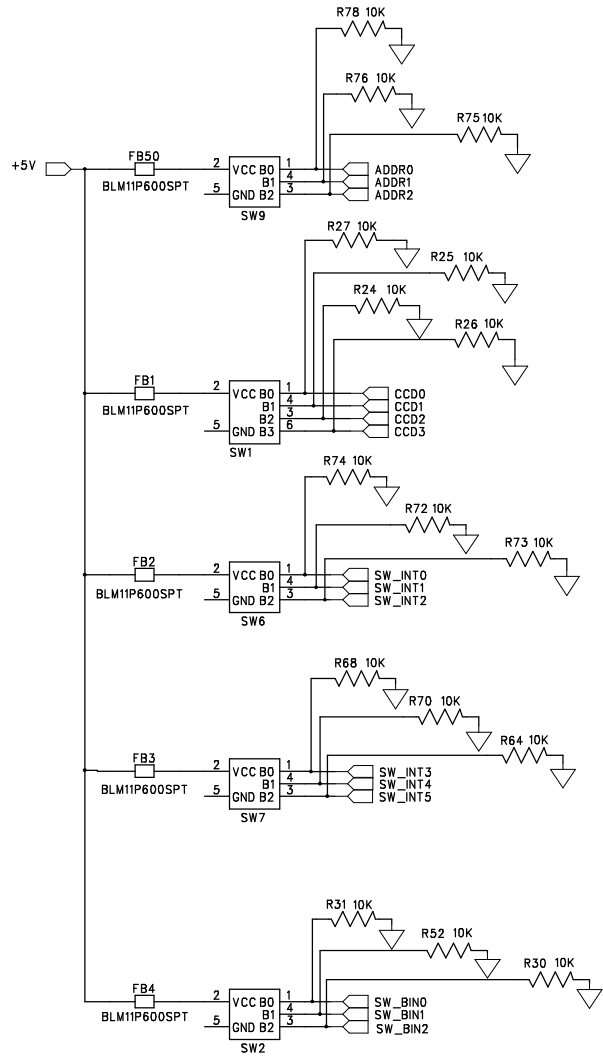 R78 10K
R76 10K
R75 10K
+5V
FB50
BLM11P600SPT
2 VCC B0 1 ADDR0
B1 4 ADDR1
5 GND B2 3 ADDR2
SW9
R27 10K
R25 10K
R24 10K
R26 10K
FB1
BLM11P600SPT
2 VCC B0 1 CCD0
B1 4 CCD1
B2 3 CCD2
5 GND B3 6 CCD3
SW1
R74 10K
R72 10K
R73 10K
FB2
BLM11P600SPT
2 VCC B0 1 SW_INT0
B1 4 SW_INT1
5 GND B2 3 SW_INT2
SW6
R68 10K
R70 10K
R64 10K
FB3
BLM11P600SPT
2 VCC B0 1 SW_INT3
B1 4 SW_INT4
5 GND B2 3 SW_INT5
SW7
R31 10K
R52 10K
R30 10K
FB4
BLM11P600SPT
2 VCC B0 1 SW_BIN0
B1 4 SW_BIN1
5 GND B2 3 SW_BIN2
SW2